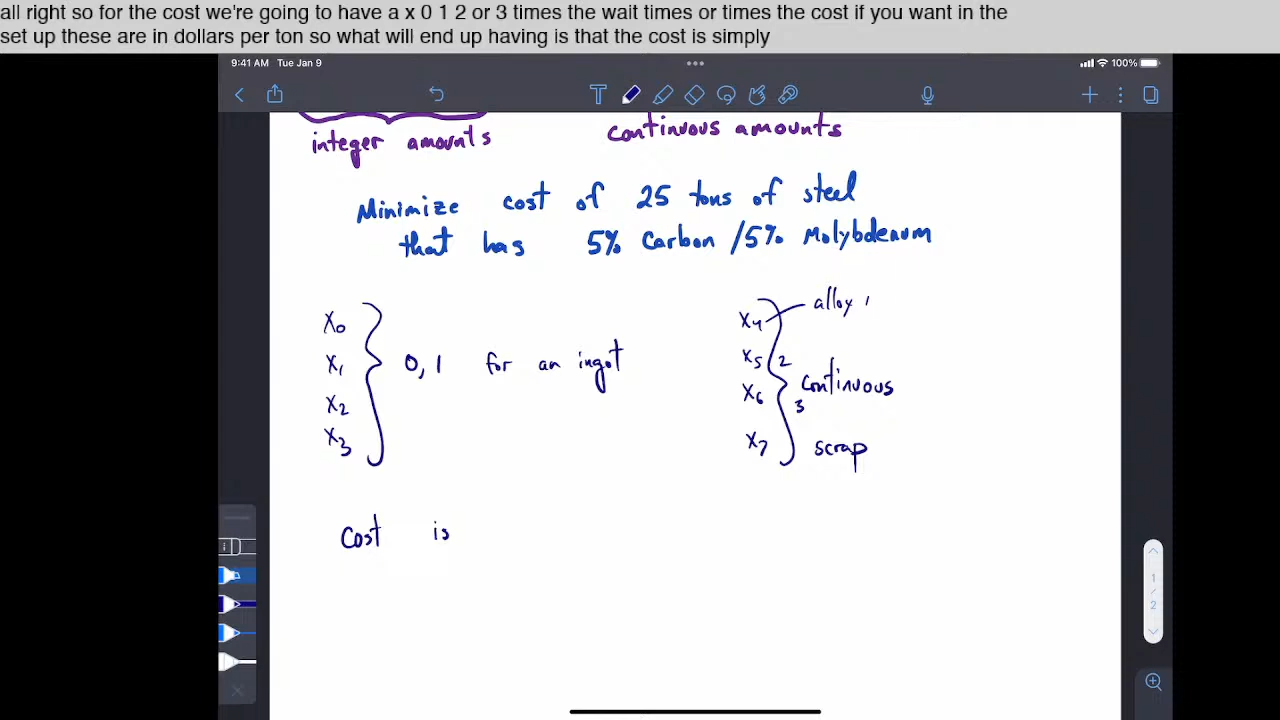 all right so for the cost we're going to have a x 0 1 2 or 3 times the wait times or times the cost if you want in the
set up these are in dollars per ton so what will end up having is that the cost is simply
9:41 AM Tue Jan 9
100%
integer amounts
continuous amounts
Minimize cost of 25 tons of steel
that has 5% Carbon /5% Molybdenum
x0
x1
x2
x3
0, 1 for an ingot
x4 alloy 1
x5 2
x6 3 continuous
x7 scrap
cost is
1
/
2